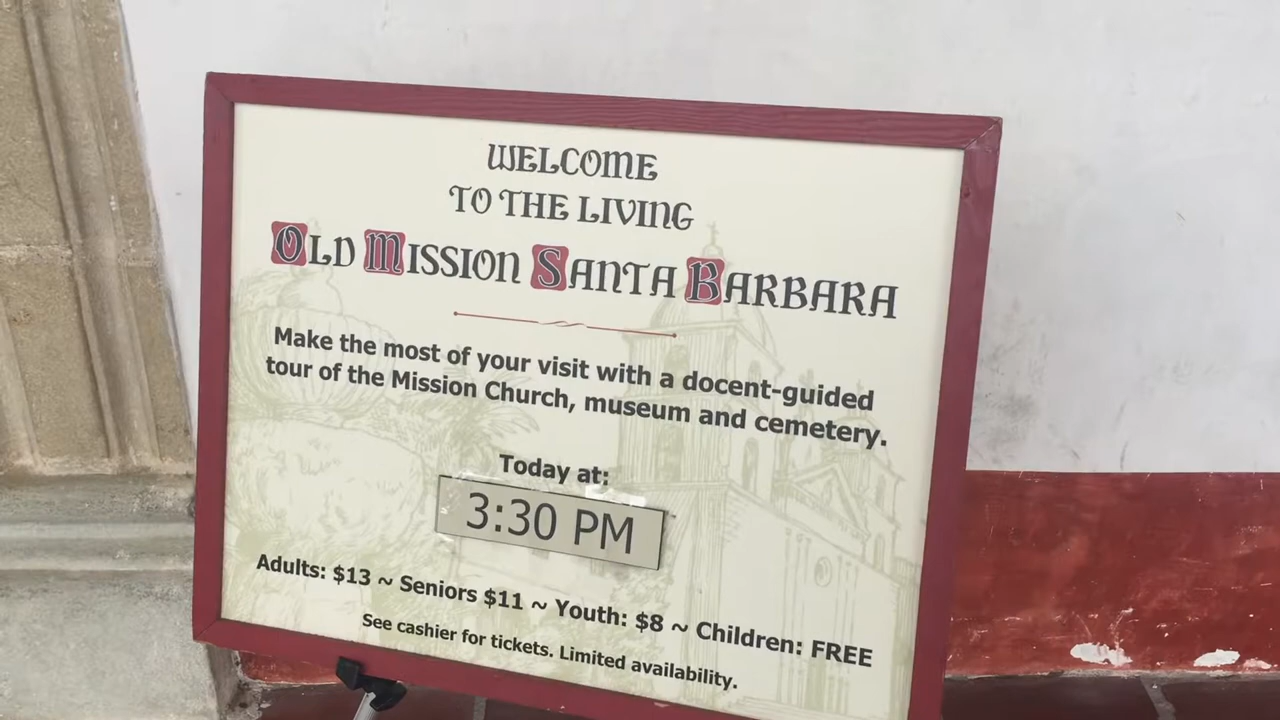 WELCOME
TO THE LIVING
OLD MISSION SANTA BARBARA
Make the most of your visit with a docent-guided
tour of the Mission Church, museum and cemetery.
Today at:
3:30 PM
Adults: $13 ~ Seniors $11 ~ Youth: $8 ~ Children: FREE
See cashier for tickets. Limited availability.